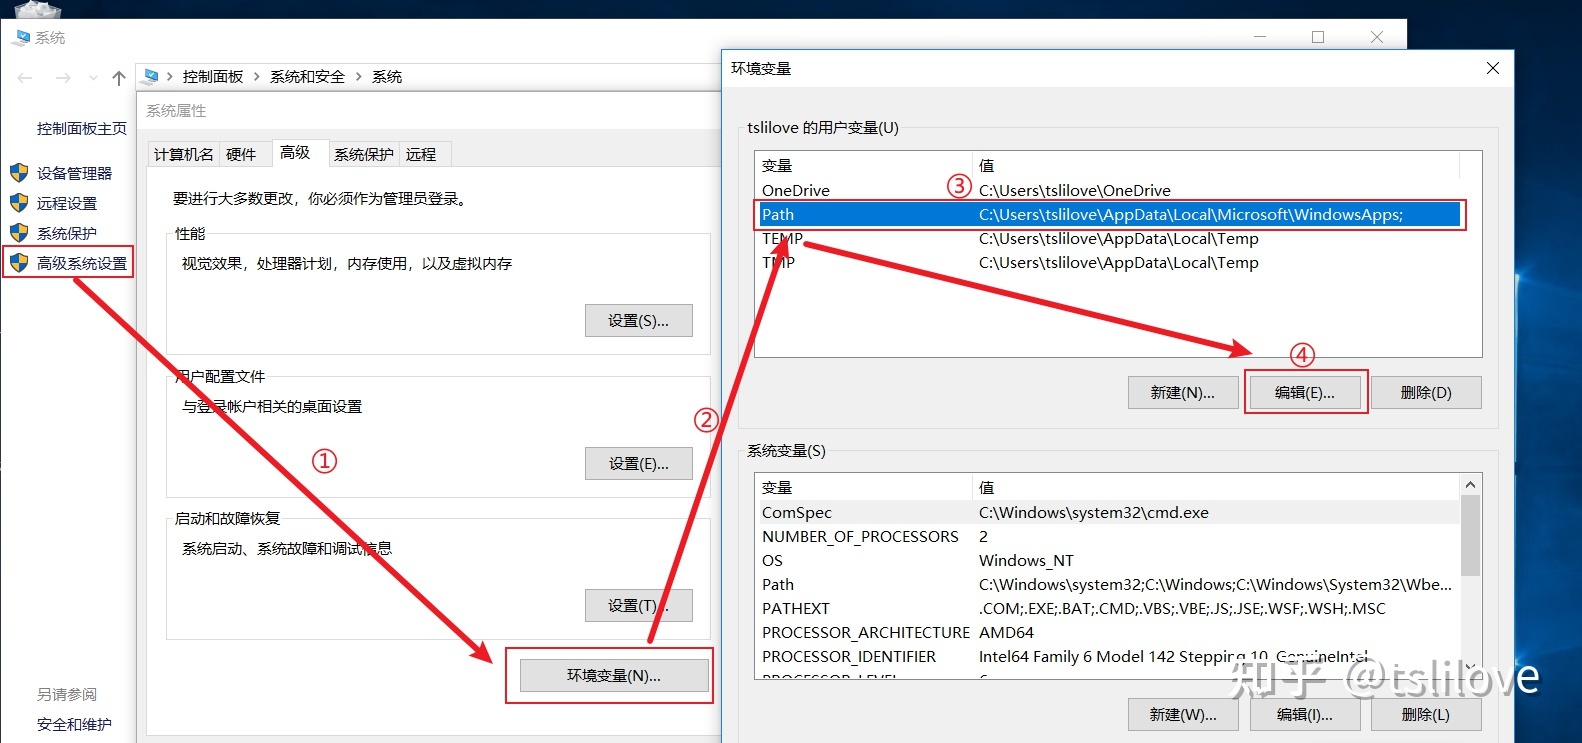 系统
控制面板 系统和安全 系统
控制面板主页
设备管理器
远程设置
系统保护
高级系统设置
另请参阅
安全和维护
系统属性
计算机名 硬件 高级 系统保护 远程
要进行大多数更改，你必须作为管理员登录。
性能
视觉效果，处理器计划，内存使用，以及虚拟内存
设置(S)...
用户配置文件
与登录帐户相关的桌面设置
设置(E)...
①
启动和故障恢复
系统启动、系统故障和调试信息
设置(T)...
环境变量(N)...
②
环境变量
tslilove 的用户变量(U)
变量 值
③
OneDrive C:\Users\tslilove\OneDrive
Path C:\Users\tslilove\AppData\Local\Microsoft\WindowsApps;
TEMP C:\Users\tslilove\AppData\Local\Temp
TMP C:\Users\tslilove\AppData\Local\Temp
④
新建(N)... 编辑(E)... 删除(D)
系统变量(S)
变量 值
ComSpec C:\Windows\system32\cmd.exe
NUMBER_OF_PROCESSORS 2
OS Windows_NT
Path C:\Windows\system32;C:\Windows;C:\Windows\System32\Wbe...
PATHEXT .COM;.EXE;.BAT;.CMD;.VBS;.VBE;.JS;.JSE;.WSF;.WSH;.MSC
PROCESSOR_ARCHITECTURE AMD64
PROCESSOR_IDENTIFIER Intel64 Family 6 Model 142 Stepping 10, GenuineIntel
PROCESSOR_LEVEL 6
新建(W)... 编辑(I)... 删除(L)
知乎 @tslilove